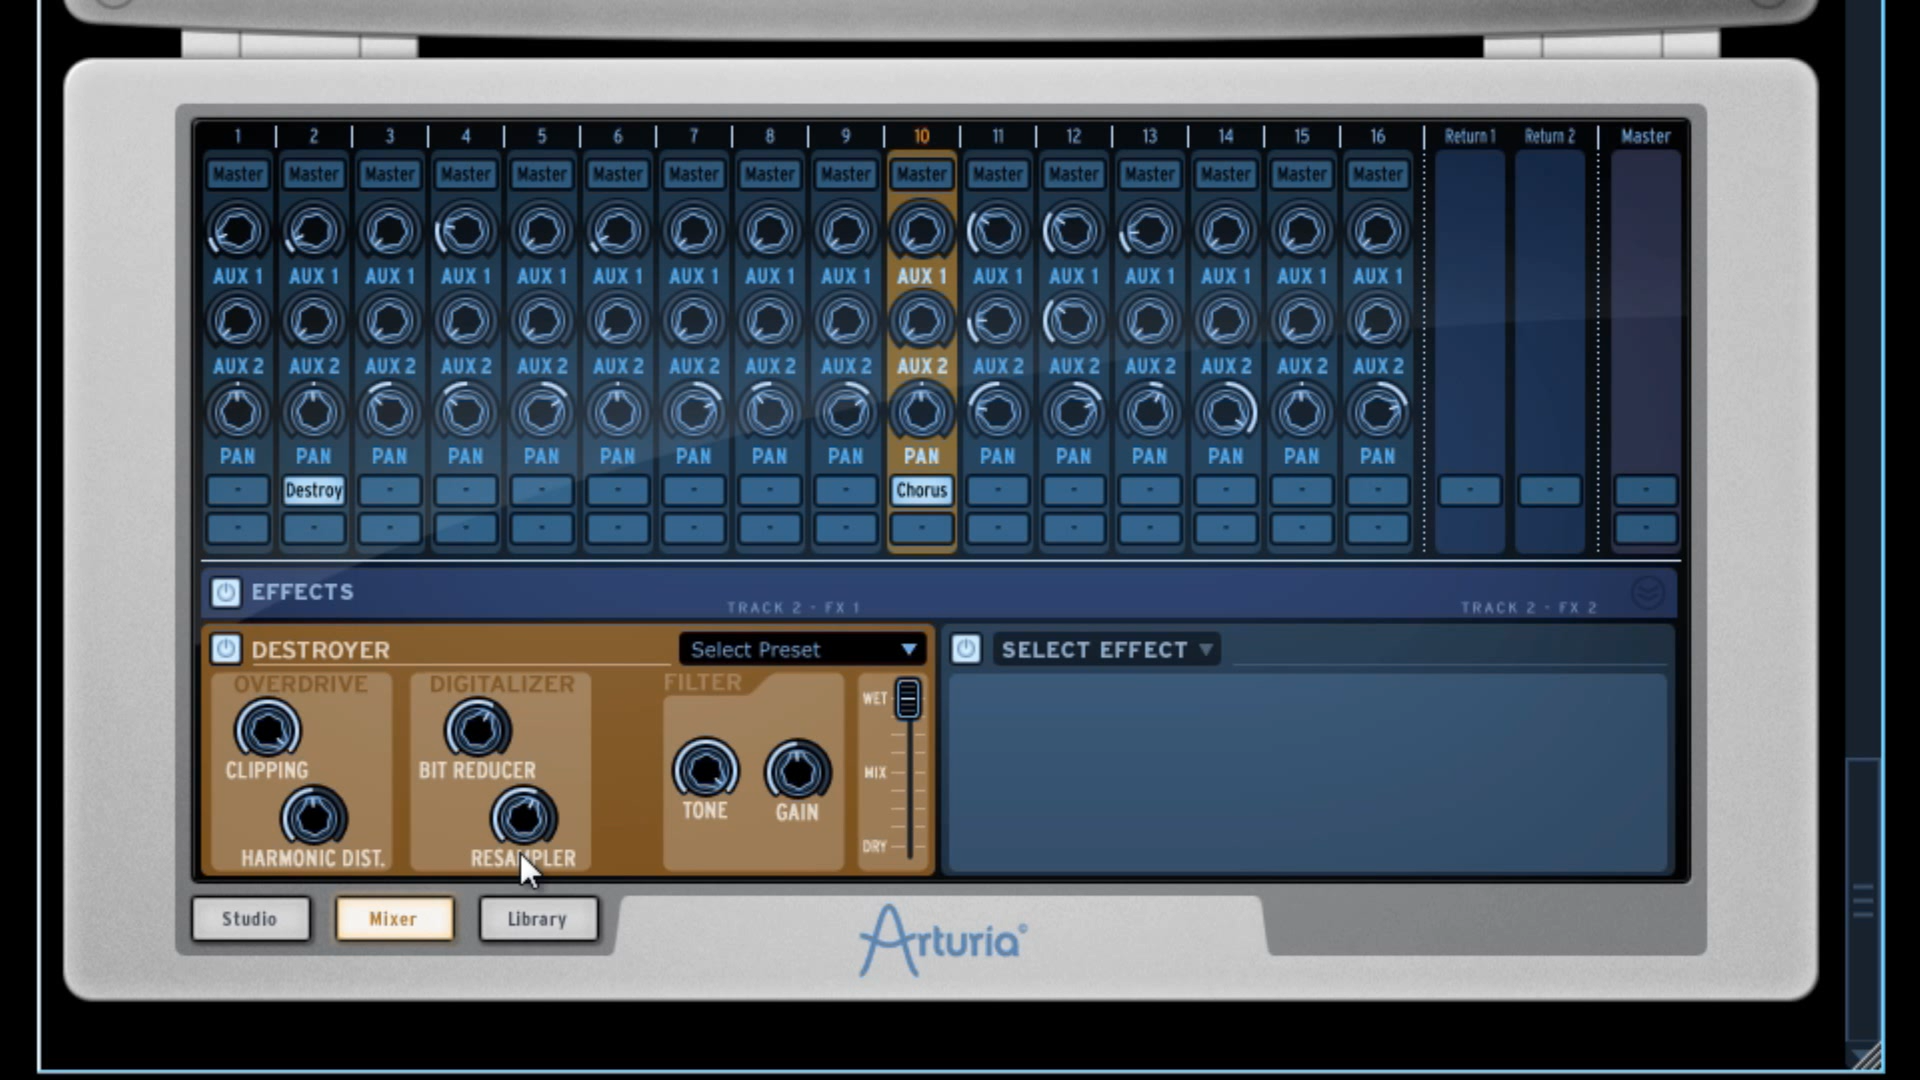 1 2 3 4 5 6 7 8 9 10 11 12 13 14 15 16 Return 1 Return 2 Master
Master Master Master Master Master Master Master Master Master Master Master Master Master Master Master Master
AUX 1 AUX 1 AUX 1 AUX 1 AUX 1 AUX 1 AUX 1 AUX 1 AUX 1 AUX 1 AUX 1 AUX 1 AUX 1 AUX 1 AUX 1 AUX 1
AUX 2 AUX 2 AUX 2 AUX 2 AUX 2 AUX 2 AUX 2 AUX 2 AUX 2 AUX 2 AUX 2 AUX 2 AUX 2 AUX 2 AUX 2 AUX 2
PAN PAN PAN PAN PAN PAN PAN PAN PAN PAN PAN PAN PAN PAN PAN PAN
- Destroy - - - - - - - Chorus - - - - - - - - -
- - - - - - - - - - - - - - - - -
EFFECTS TRACK 2 - FX 1 TRACK 2 - FX 2
DESTROYER Select Preset SELECT EFFECT
OVERDRIVE DIGITALIZER FILTER
WET
CLIPPING BIT REDUCER MIX
TONE GAIN
DRY
HARMONIC DIST. RESAMPLER
Studio Mixer Library
Arturia©